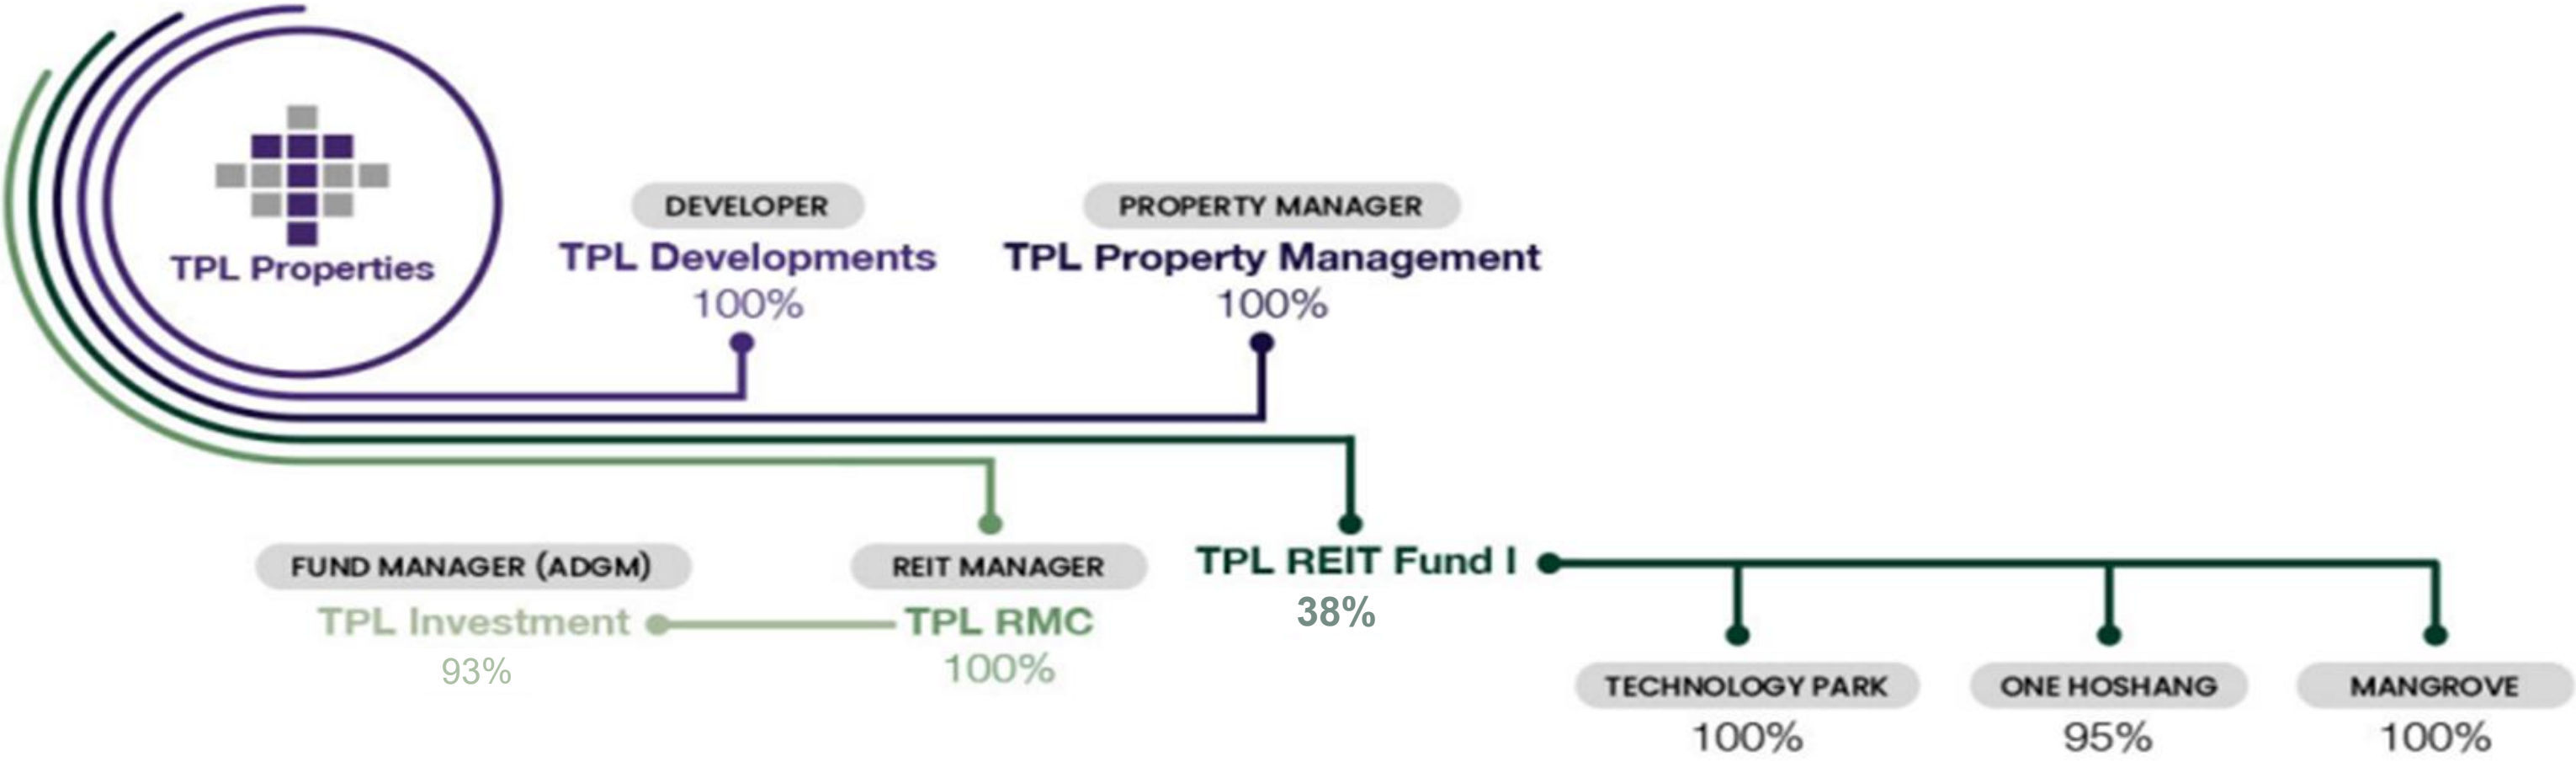 TPL Properties
DEVELOPER
TPL Developments
100%
PROPERTY MANAGER
TPL Property Management
100%
FUND MANAGER (ADGM)
TPL Investment
93%
REIT MANAGER
TPL RMC
100%
TPL REIT Fund I
38%
TECHNOLOGY PARK
100%
ONE HOSHANG
95%
MANGROVE
100%